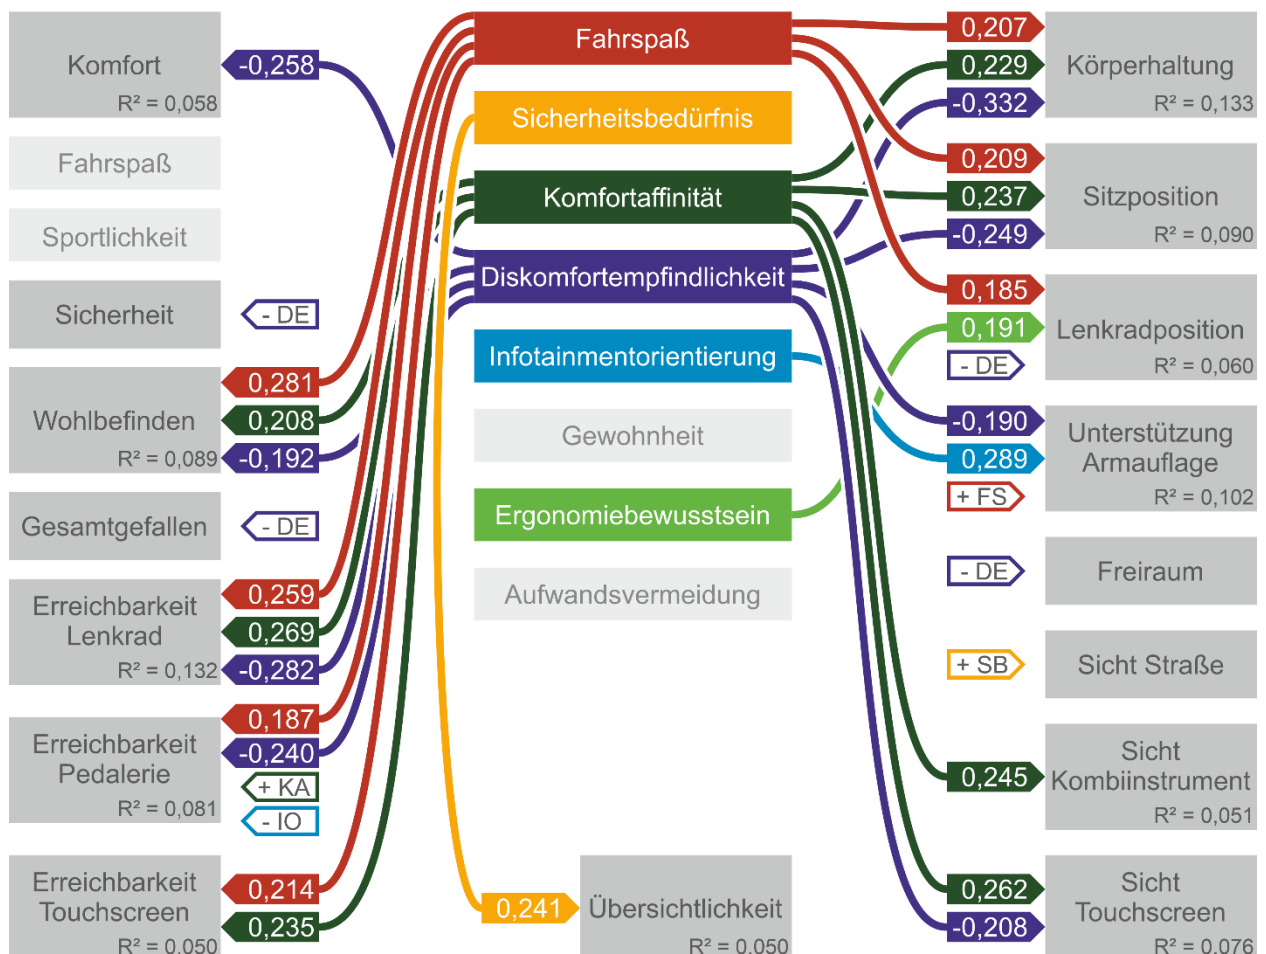 Komfort
R² = 0,058
-0,258
Fahrspaß
Sportlichkeit
Sicherheit
- DE
Wohlbefinden
R² = 0,089
0,281
0,208
-0,192
Gesamtgefallen
- DE
Erreichbarkeit
Lenkrad
R² = 0,132
0,259
0,269
-0,282
Erreichbarkeit
Pedalerie
R² = 0,081
0,187
-0,240
+ KA
- IO
Erreichbarkeit
Touchscreen
R² = 0,050
0,214
0,235
Fahrspaß
Sicherheitsbedürfnis
Komfortaffinität
Diskomfortempfindlichkeit
Infotainmentorientierung
Gewohnheit
Ergonomiebewusstsein
Aufwandsvermeidung
0,241
Übersichtlichkeit
R² = 0,050
0,207
0,229
-0,332
Körperhaltung
R² = 0,133
0,209
0,237
-0,249
Sitzposition
R² = 0,090
0,185
0,191
- DE
Lenkradposition
R² = 0,060
-0,190
0,289
+ FS
Unterstützung
Armauflage
R² = 0,102
- DE
Freiraum
+ SB
Sicht Straße
0,245
Sicht
Kombiinstrument
R² = 0,051
0,262
-0,208
Sicht
Touchscreen
R² = 0,076